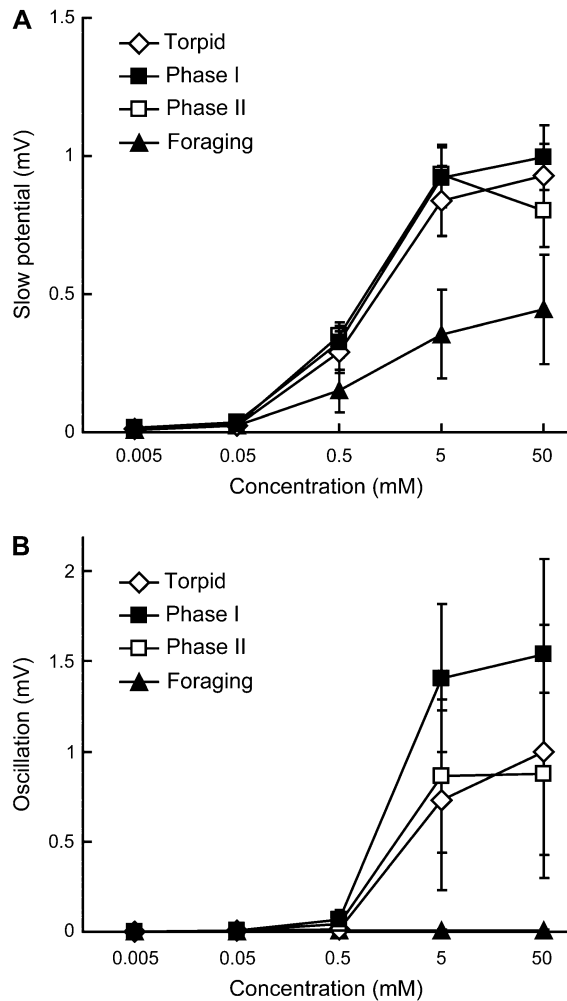 A
1.5
Torpid
Phase I
Phase II
Foraging
1
0.5
0
Slow potential (mV)
0.005 0.05 0.5 5 50
Concentration (mM)
B
2
Torpid
Phase I
Phase II
Foraging
1.5
1
0.5
0
Oscillation (mV)
0.005 0.05 0.5 5 50
Concentration (mM)